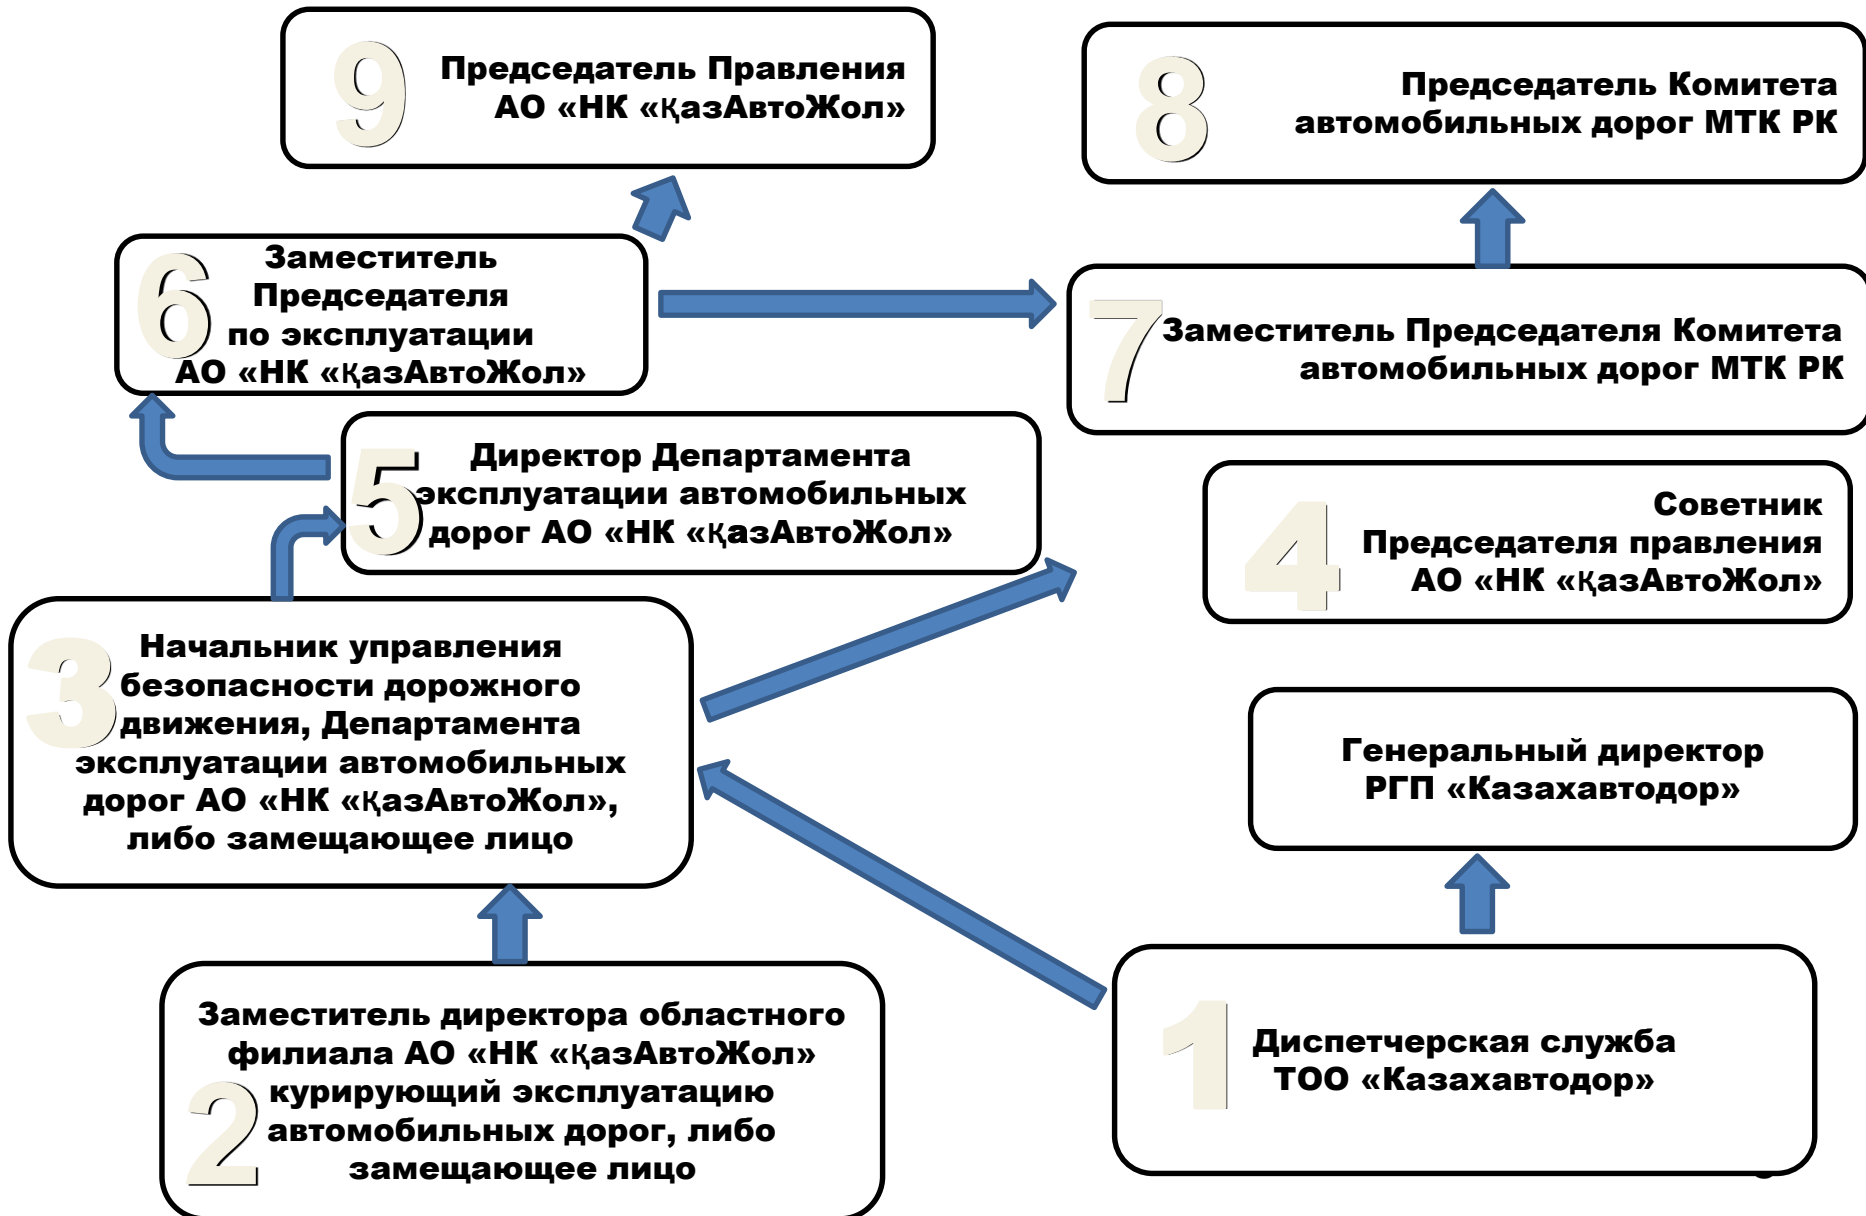 9
Председатель Правления
АО «НК «ҚазАвтоЖол»
8
Председатель Комитета
автомобильных дорог МТК РК
6
Заместитель
Председателя
по эксплуатации
АО «НК «ҚазАвтоЖол»
7
Заместитель Председателя Комитета
автомобильных дорог МТК РК
5
Директор Департамента
эксплуатации автомобильных
дорог АО «НК «ҚазАвтоЖол»
4
Советник
Председателя правления
АО «НК «ҚазАвтоЖол»
3
Начальник управления
безопасности дорожного
движения, Департамента
эксплуатации автомобильных
дорог АО «НК «ҚазАвтоЖол»,
либо замещающее лицо
Генеральный директор
РГП «Казахавтодор»
2
Заместитель директора областного
филиала АО «НК «ҚазАвтоЖол»
курирующий эксплуатацию
автомобильных дорог, либо
замещающее лицо
1
Диспетчерская служба
ТОО «Казахавтодор»